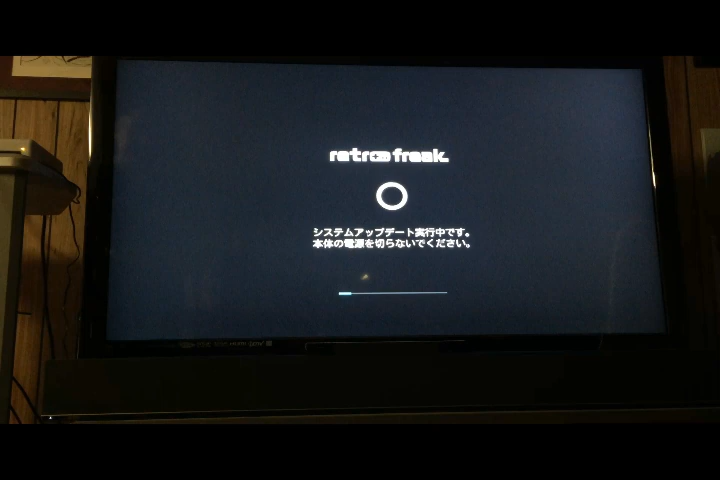 retro freak.
システムアップデート実行中です。
本体の電源を切らないでください。